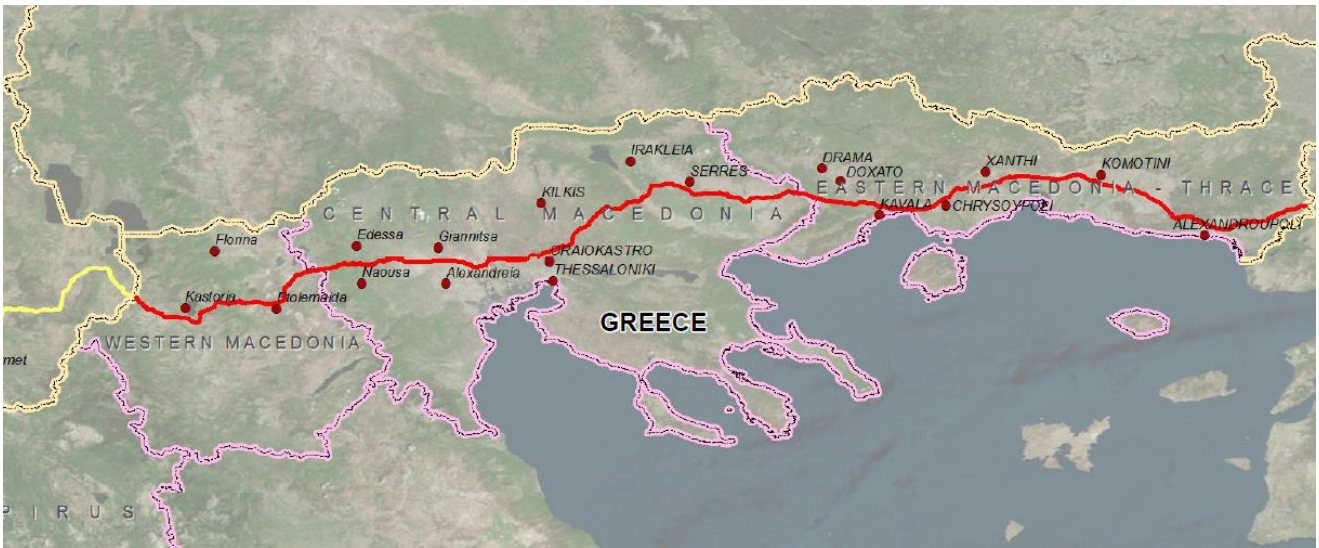 IRAKLEIA
DRAMA
DOXATO
XANTHI
KOMOTINI
SERRES
EASTERN MACEDONIA - THRACE
KILKIS
CENTRAL MACEDONIA
KAVALA
CHRYSOYPOLI
ALEXANDROUPOLI
Florina
Edessa
Giannitsa
ORAIOKASTRO
THESSALONIKI
Naousa
Alexandreia
Kastoria
Ptolemaida
GREECE
WESTERN MACEDONIA
rmet
PIRUS